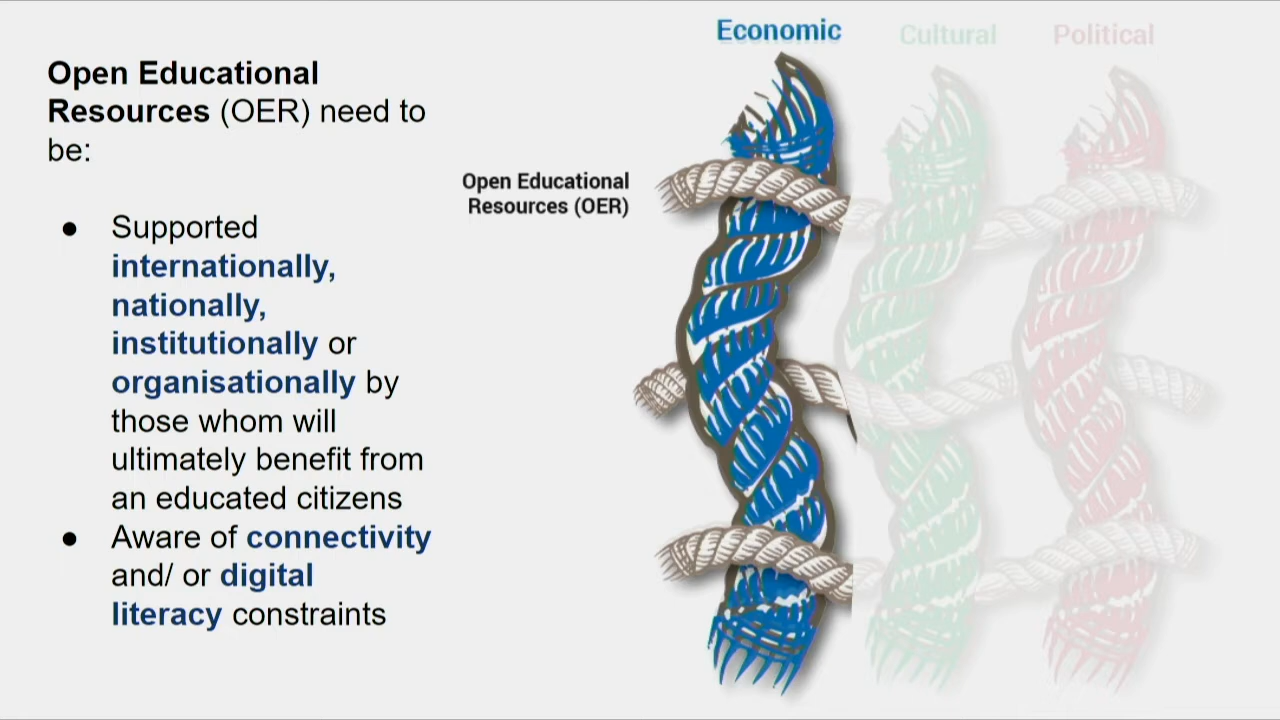 Economic
Cultural
Political
Open Educational
Resources (OER) need to
be:
Open Educational
Resources (OER)
● Supported
internationally,
nationally,
institutionally or
organisationally by
those whom will
ultimately benefit from
an educated citizens
● Aware of connectivity
and/ or digital
literacy constraints